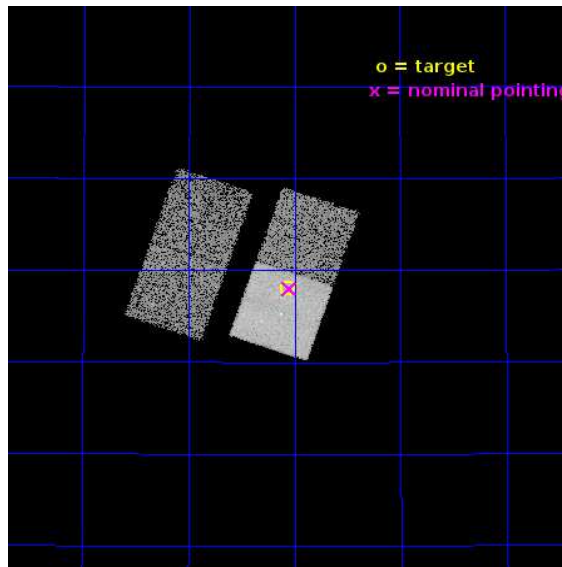 o = target
x = nominal pointing